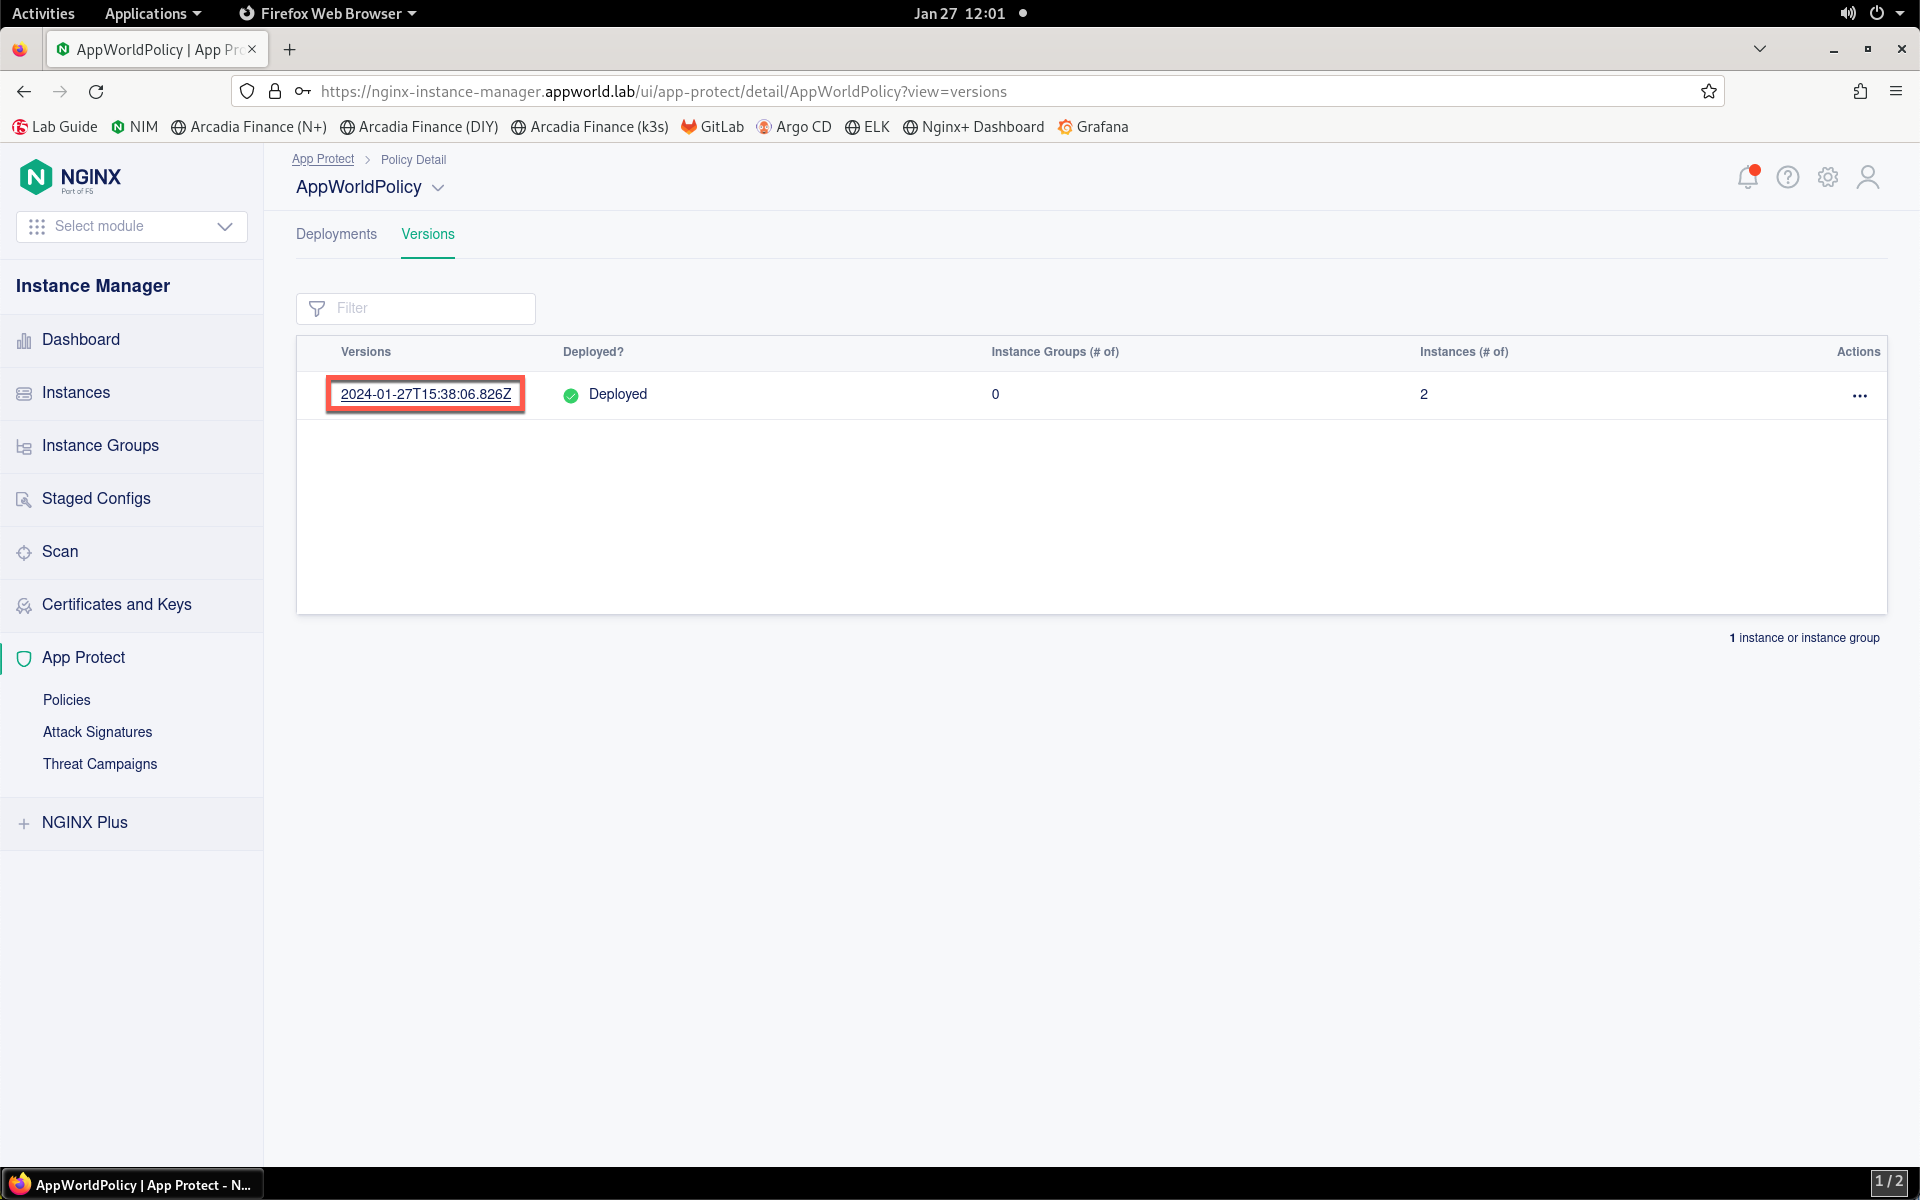 Activities Applications Firefox Web Browser Jan 27 12:01
AppWorldPolicy | App Pr
https://nginx-instance-manager.appworld.lab/ui/app-protect/detail/AppWorldPolicy?view=versions
Lab Guide NIM Arcadia Finance (N+) Arcadia Finance (DIY) Arcadia Finance (k3s) GitLab Argo CD ELK Nginx+ Dashboard Grafana
NGINX
Part of F5
Select module
Instance Manager
Dashboard
Instances
Instance Groups
Staged Configs
Scan
Certificates and Keys
App Protect
Policies
Attack Signatures
Threat Campaigns
NGINX Plus
App Protect > Policy Detail
AppWorldPolicy
Deployments Versions
Filter
Versions Deployed? Instance Groups (# of) Instances (# of) Actions
2024-01-27T15:38:06.826Z Deployed 0 2 ...
1 instance or instance group
AppWorldPolicy | App Protect - N...
1 / 2